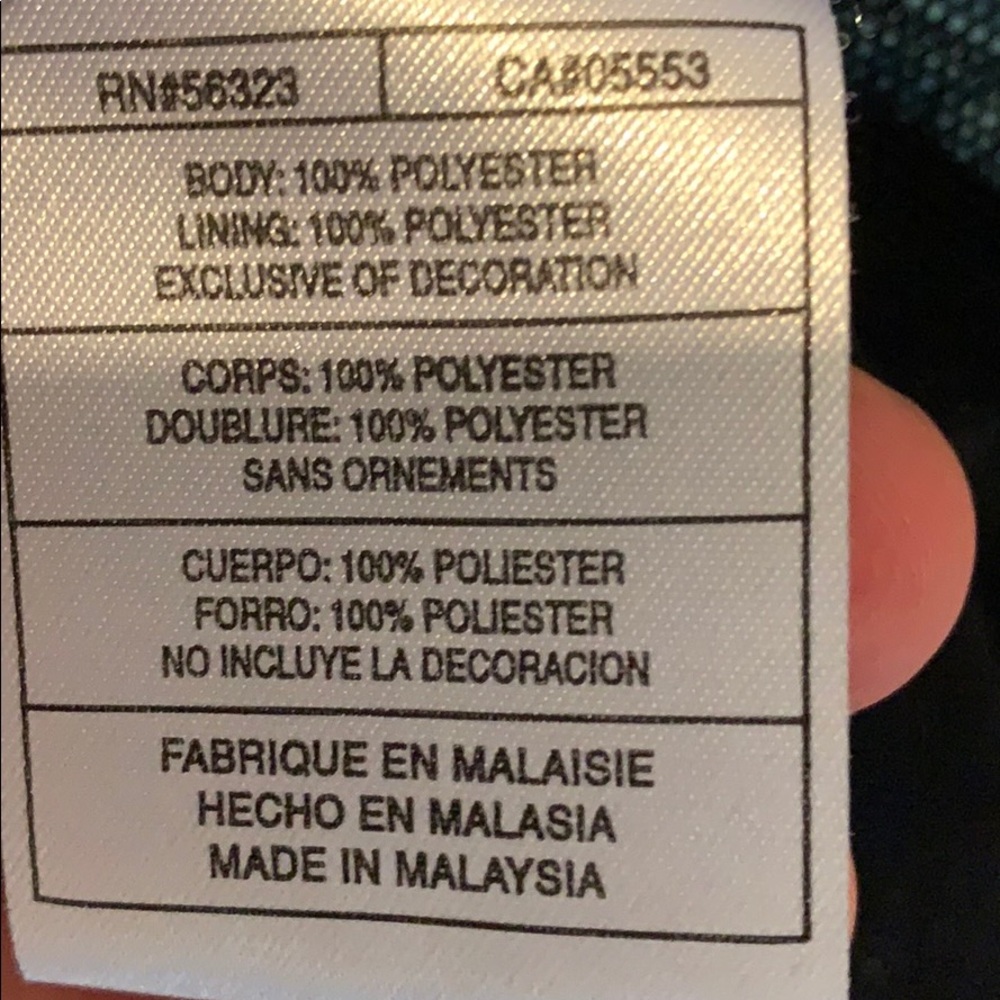 RN#56323 CA#05553
BODY: 100% POLYESTER
LINING: 100% POLYESTER
EXCLUSIVE OF DECORATION
CORPS: 100% POLYESTER
DOUBLURE: 100% POLYESTER
SANS ORNEMENTS
CUERPO: 100% POLIESTER
FORRO: 100% POLIESTER
NO INCLUYE LA DECORACION
FABRIQUE EN MALAISIE
HECHO EN MALASIA
MADE IN MALAYSIA